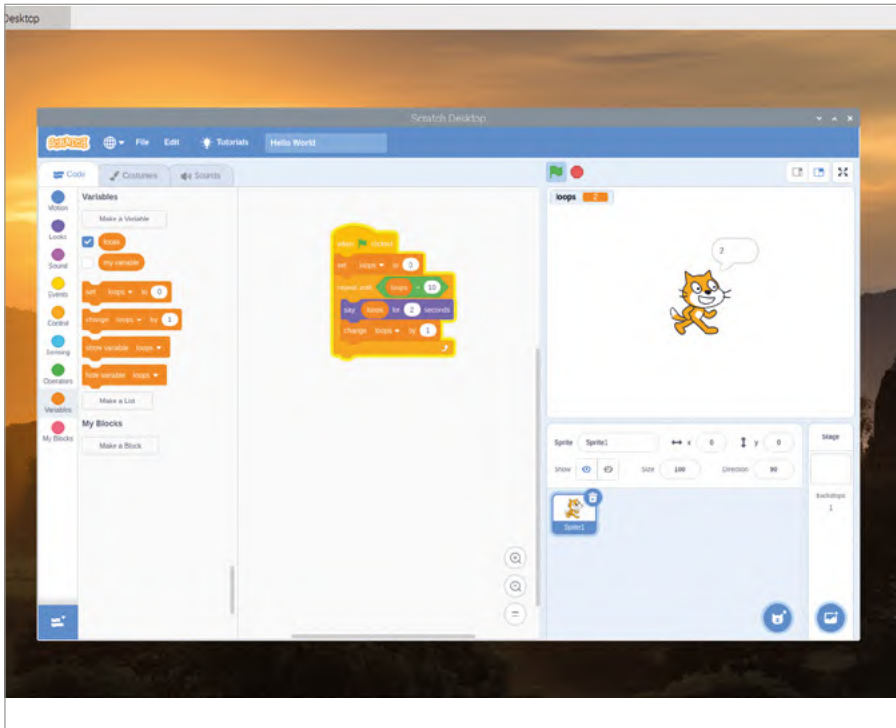 Desktop
Scratch Desktop
SCRATCH
File Edit Tutorials Hello World
Code Costumes Sounds
Motion
Looks
Sound
Events
Control
Sensing
Operators
Variables
My Blocks
Variables
Make a Variable
loops
my variable
set loops to 0
change loops by 1
show variable loops
hide variable loops
Make a List
My Blocks
Make a Block
when clicked
set loops to 0
repeat until loops = 10
say loops for 2 seconds
change loops by 1
loops 2
2
Sprite Sprite1 x 0 y 0
Show Size 100 Direction 90
Sprite1
Stage
Backdrops
1